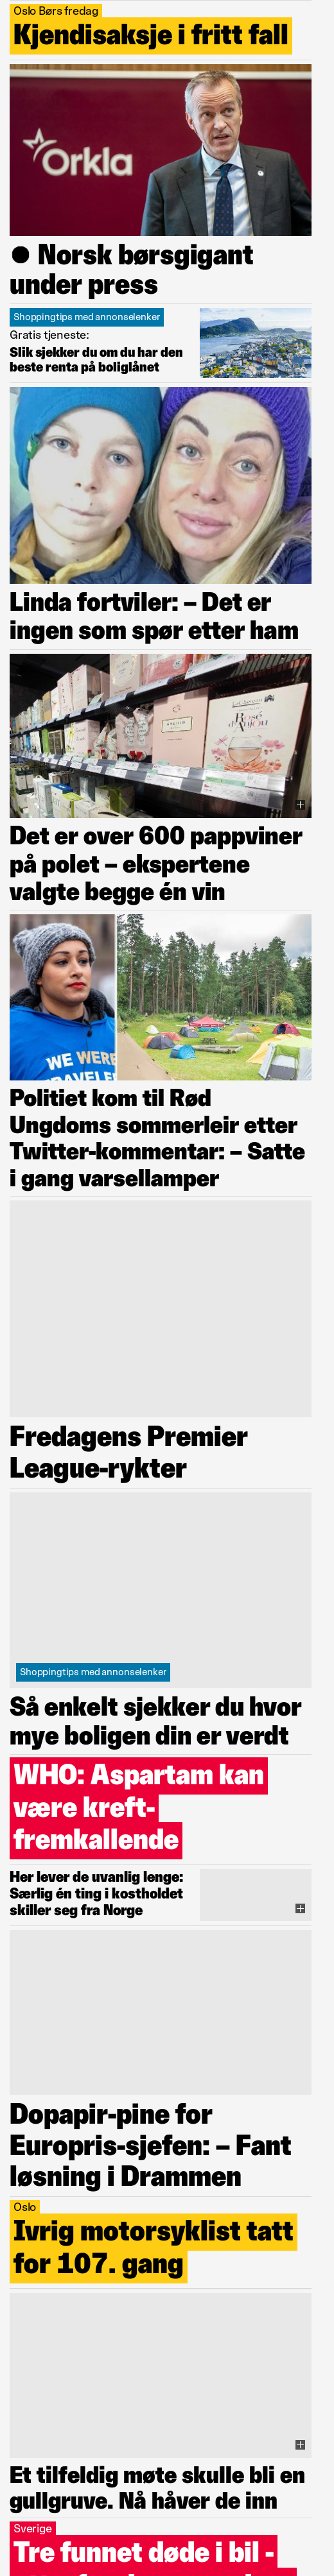 Oslo Børs fredag
Kjendisaksje i fritt fall
Orkla
● Norsk børsgigant
under press
Shoppingtips med annonselenker
Gratis tjeneste:
Slik sjekker du om du har den
beste renta på boliglånet
Linda fortviler: – Det er
ingen som spør etter ham
Rosé
d'Anjou
Det er over 600 pappviner
på polet – ekspertene
valgte begge én vin
WE WERE
Politiet kom til Rød
Ungdoms sommerleir etter
Twitter-kommentar: – Satte
i gang varsellamper
Fredagens Premier
League-rykter
Shoppingtips med annonselenker
Så enkelt sjekker du hvor
mye boligen din er verdt
WHO: Aspartam kan
være kreft-
fremkallende
Her lever de uvanlig lenge:
Særlig én ting i kostholdet
skiller seg fra Norge
Dopapir-pine for
Europris-sjefen: – Fant
løsning i Drammen
Oslo
Ivrig motorsyklist tatt
for 107. gang
Et tilfeldig møte skulle bli en
gullgruve. Nå håver de inn
Sverige
Tre funnet døde i bil -